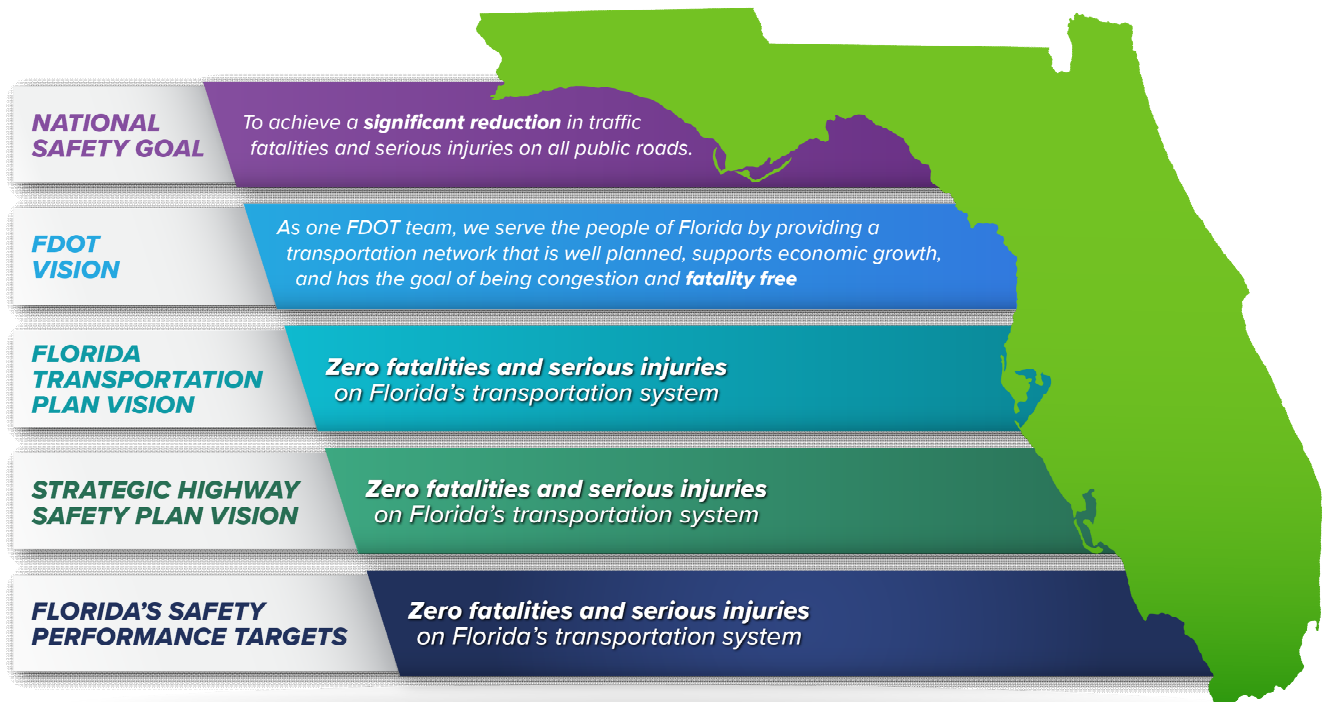 NATIONAL
SAFETY GOAL
To achieve a significant reduction in traffic
fatalities and serious injuries on all public roads.
FDOT
VISION
As one FDOT team, we serve the people of Florida by providing a
transportation network that is well planned, supports economic growth,
and has the goal of being congestion and fatality free
FLORIDA
TRANSPORTATION
PLAN VISION
Zero fatalities and serious injuries
on Florida's transportation system
STRATEGIC HIGHWAY
SAFETY PLAN VISION
Zero fatalities and serious injuries
on Florida's transportation system
FLORIDA'S SAFETY
PERFORMANCE TARGETS
Zero fatalities and serious injuries
on Florida's transportation system